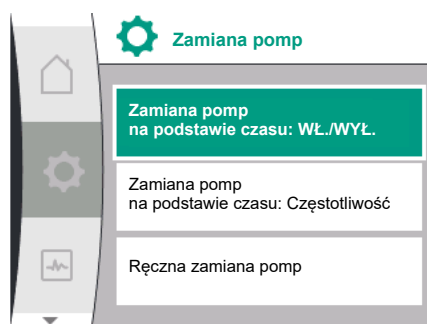 Zamiana pomp
Zamiana pomp
na podstawie czasu: WŁ./WYŁ.
Zamiana pomp
na podstawie czasu: Częstotliwość
Ręczna zamiana pomp